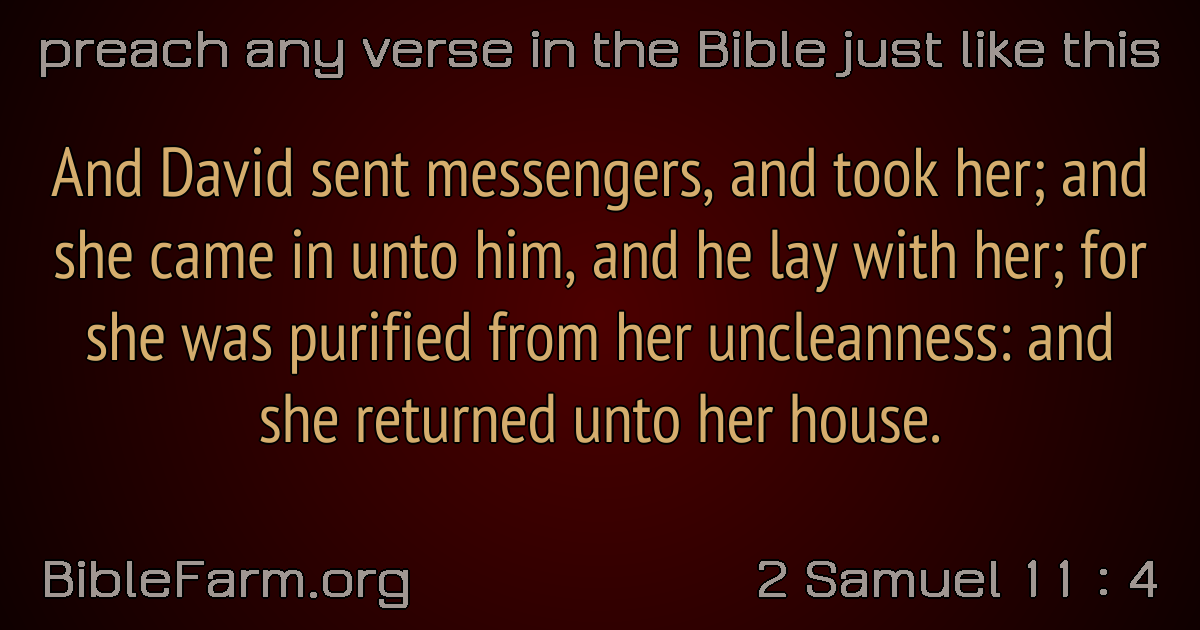 preach any verse in the Bible just like this
And David sent messengers, and took her; and
she came in unto him, and he lay with her; for
she was purified from her uncleanness: and
she returned unto her house.
BibleFarm.org
2 Samuel 11 : 4